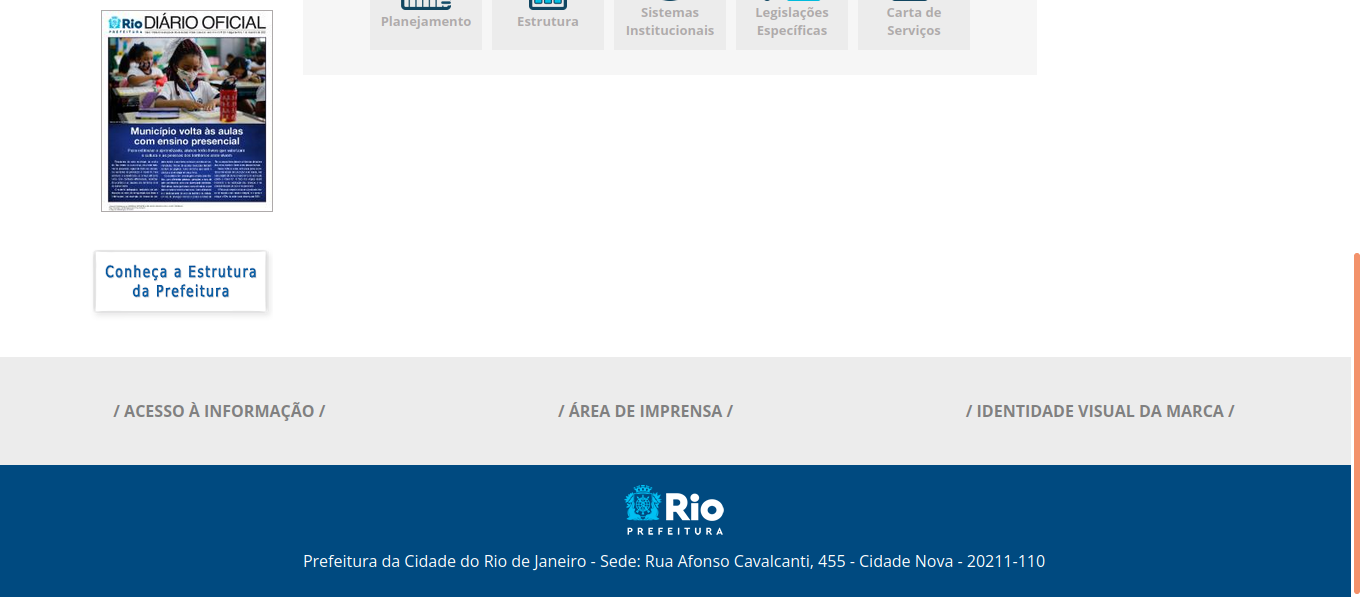 Planejamento
Estrutura
Sistemas
Institucionais
Legislações
Específicas
Carta de
Serviços
Rio DIÁRIO OFICIAL
PREFEITURA
Município volta às aulas
com ensino presencial
Conheça a Estrutura
da Prefeitura
/ ACESSO À INFORMAÇÃO /
/ ÁREA DE IMPRENSA /
/ IDENTIDADE VISUAL DA MARCA /
Rio
PREFEITURA
Prefeitura da Cidade do Rio de Janeiro - Sede: Rua Afonso Cavalcanti, 455 - Cidade Nova - 20211-110